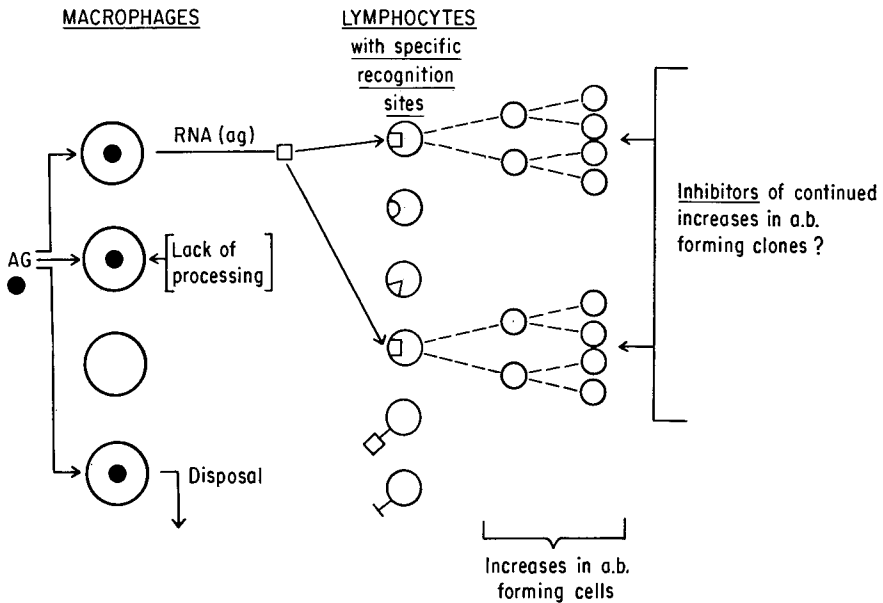 MACROPHAGES
LYMPHOCYTES
with specific
recognition
sites
RNA (ag)
AG
Lack of
processing
Disposal
Inhibitors of continued
increases in a.b.
forming clones ?
Increases in a.b.
forming cells